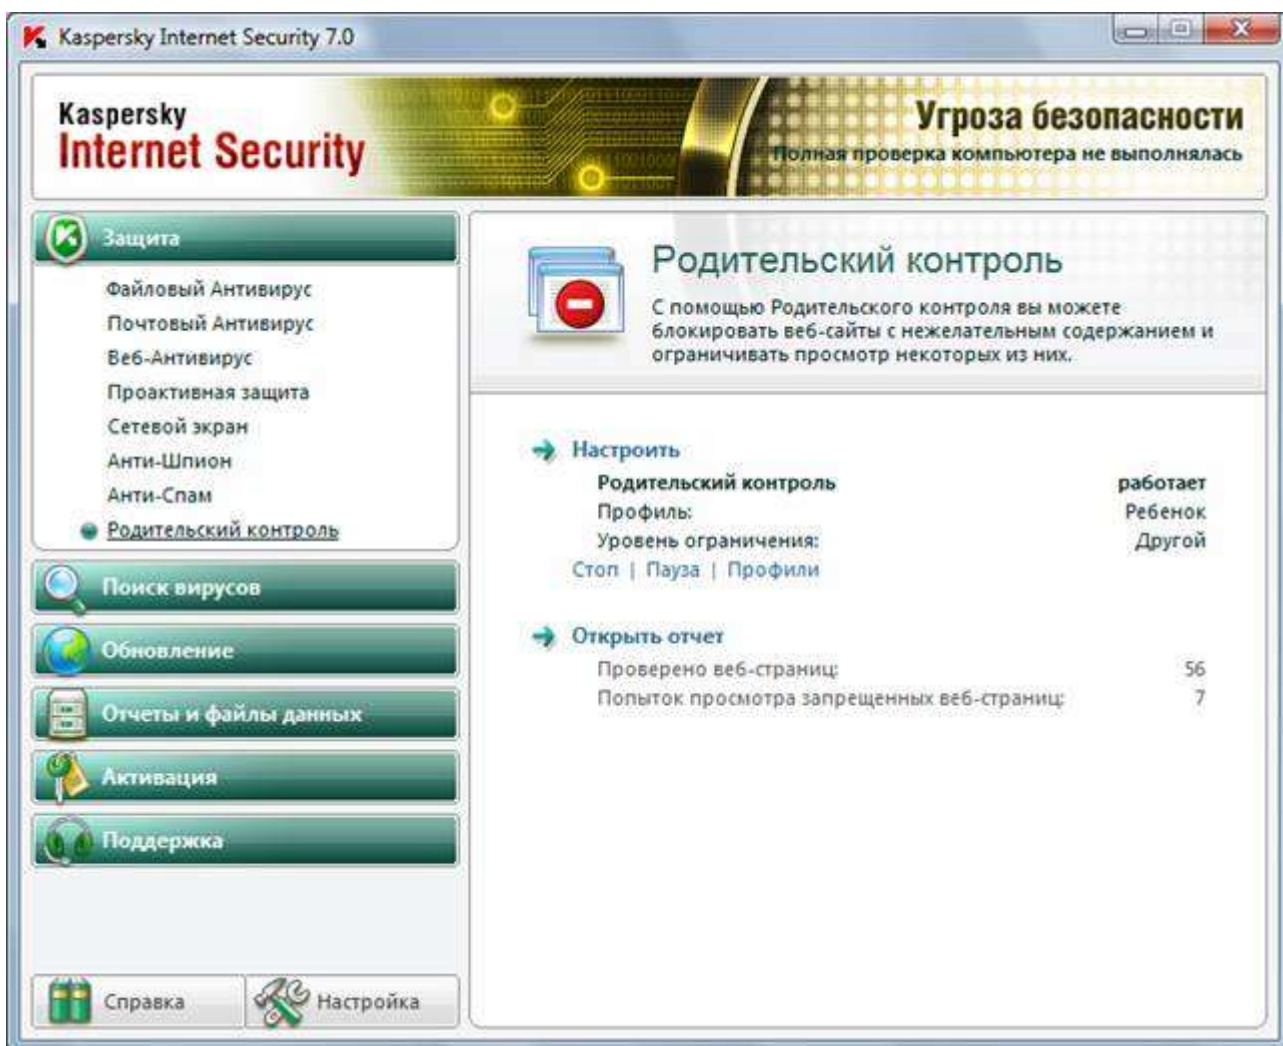 Kaspersky Internet Security 7.0
Kaspersky
Internet Security
Угроза безопасности
Полная проверка компьютера не выполнялась
Защита
Файловый Антивирус
Почтовый Антивирус
Веб-Антивирус
Проактивная защита
Сетевой экран
Анти-Шпион
Анти-Спам
Родительский контроль
Поиск вирусов
Обновление
Отчеты и файлы данных
Активация
Поддержка
Справка
Настройка
Родительский контроль
С помощью Родительского контроля вы можете
блокировать веб-сайты с нежелательным содержанием и
ограничивать просмотр некоторых из них.
Настроить
Родительский контроль работает
Профиль: Ребенок
Уровень ограничения: Другой
Стоп | Пауза | Профили
Открыть отчет
Проверено веб-страниц: 56
Попыток просмотра запрещенных веб-страниц: 7